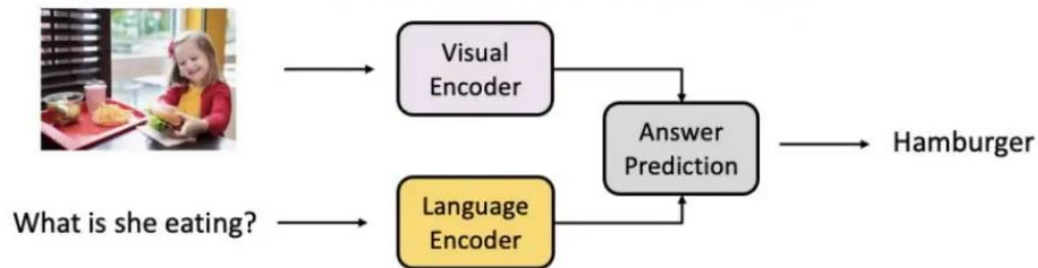 Visual
Encoder
Answer
Prediction
Hamburger
What is she eating?
Language
Encoder